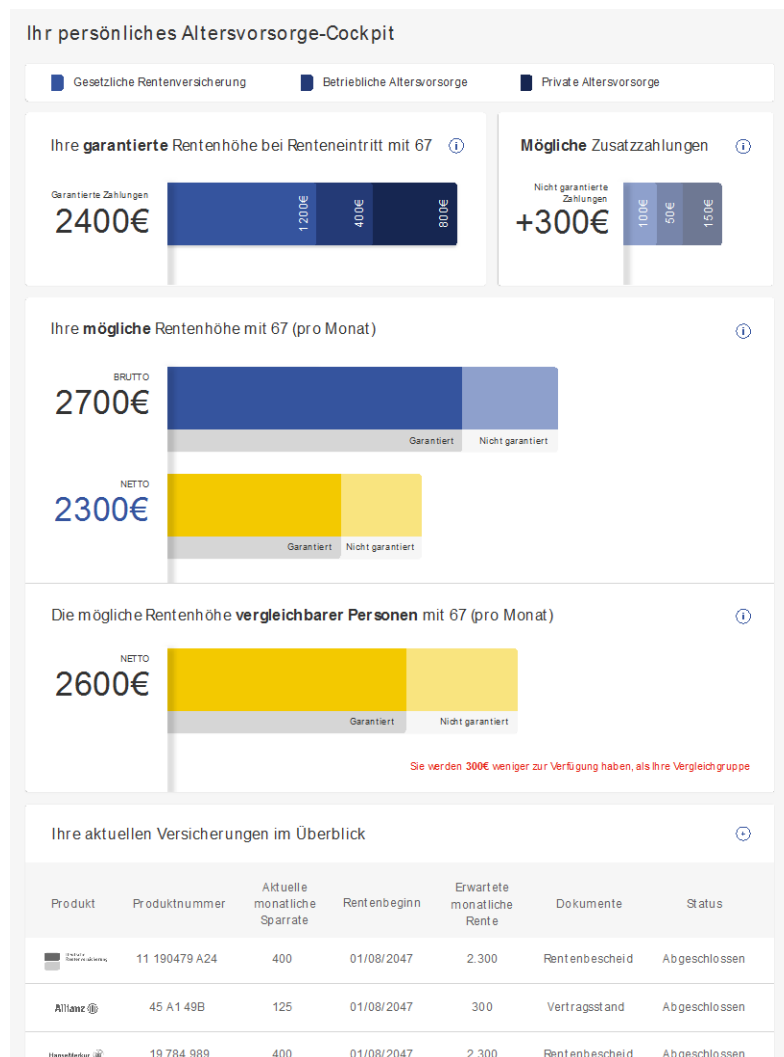 Ihr persönliches Altersvorsorge-Cockpit
Gesetzliche Rentenversicherung
Betriebliche Altersvorsorge
Private Altersvorsorge
Ihre garantierte Rentenhöhe bei Renteneintritt mit 67
Garantierte Zahlungen
2400€
1200€
400€
800€
Mögliche Zusatzzahlungen
Nicht garantierte
Zahlungen
+300€
100€
50€
150€
Ihre mögliche Rentenhöhe mit 67 (pro Monat)
BRUTTO
2700€
Garantiert
Nicht garantiert
NETTO
2300€
Garantiert
Nicht garantiert
Die mögliche Rentenhöhe vergleichbarer Personen mit 67 (pro Monat)
NETTO
2600€
Garantiert
Nicht garantiert
Sie werden 300€ weniger zur Verfügung haben, als Ihre Vergleichgruppe
Ihre aktuellen Versicherungen im Überblick
Produkt
Produktnummer
Aktuelle
monatliche
Sparrate
Rentenbeginn
Erwartete
monatliche
Rente
Dokumente
Status
Deutsche
Rentenversicherung
11 190479 A24
400
01/08/2047
2.300
Rentenbescheid
Abgeschlossen
Allianz
45 A1 49B
125
01/08/2047
300
Vertragsstand
Abgeschlossen
HanseMerkur
19 784 989
400
01/08/2047
2.300
Rentenbescheid
Abgeschlossen